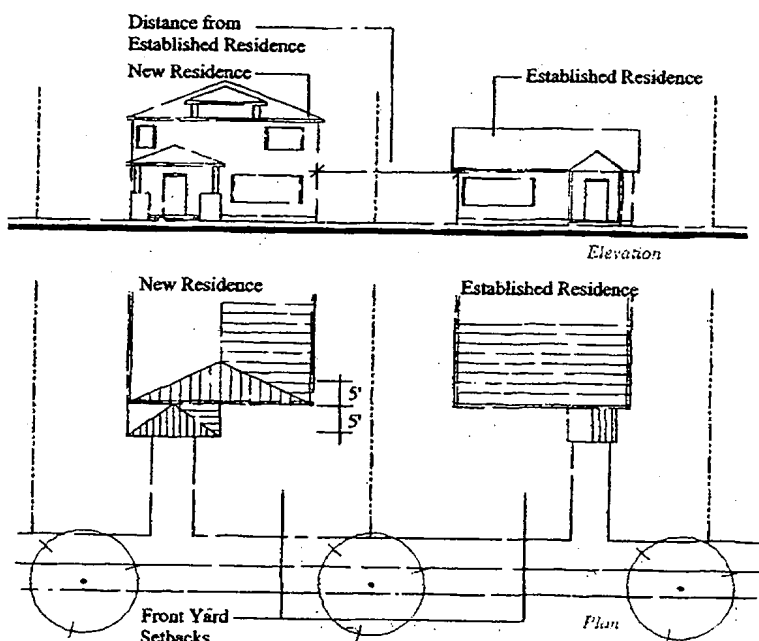 Distance from
Established Residence
New Residence
Established Residence
Elevation
New Residence
Established Residence
5'
5'
Front Yard
Setbacks
Plan